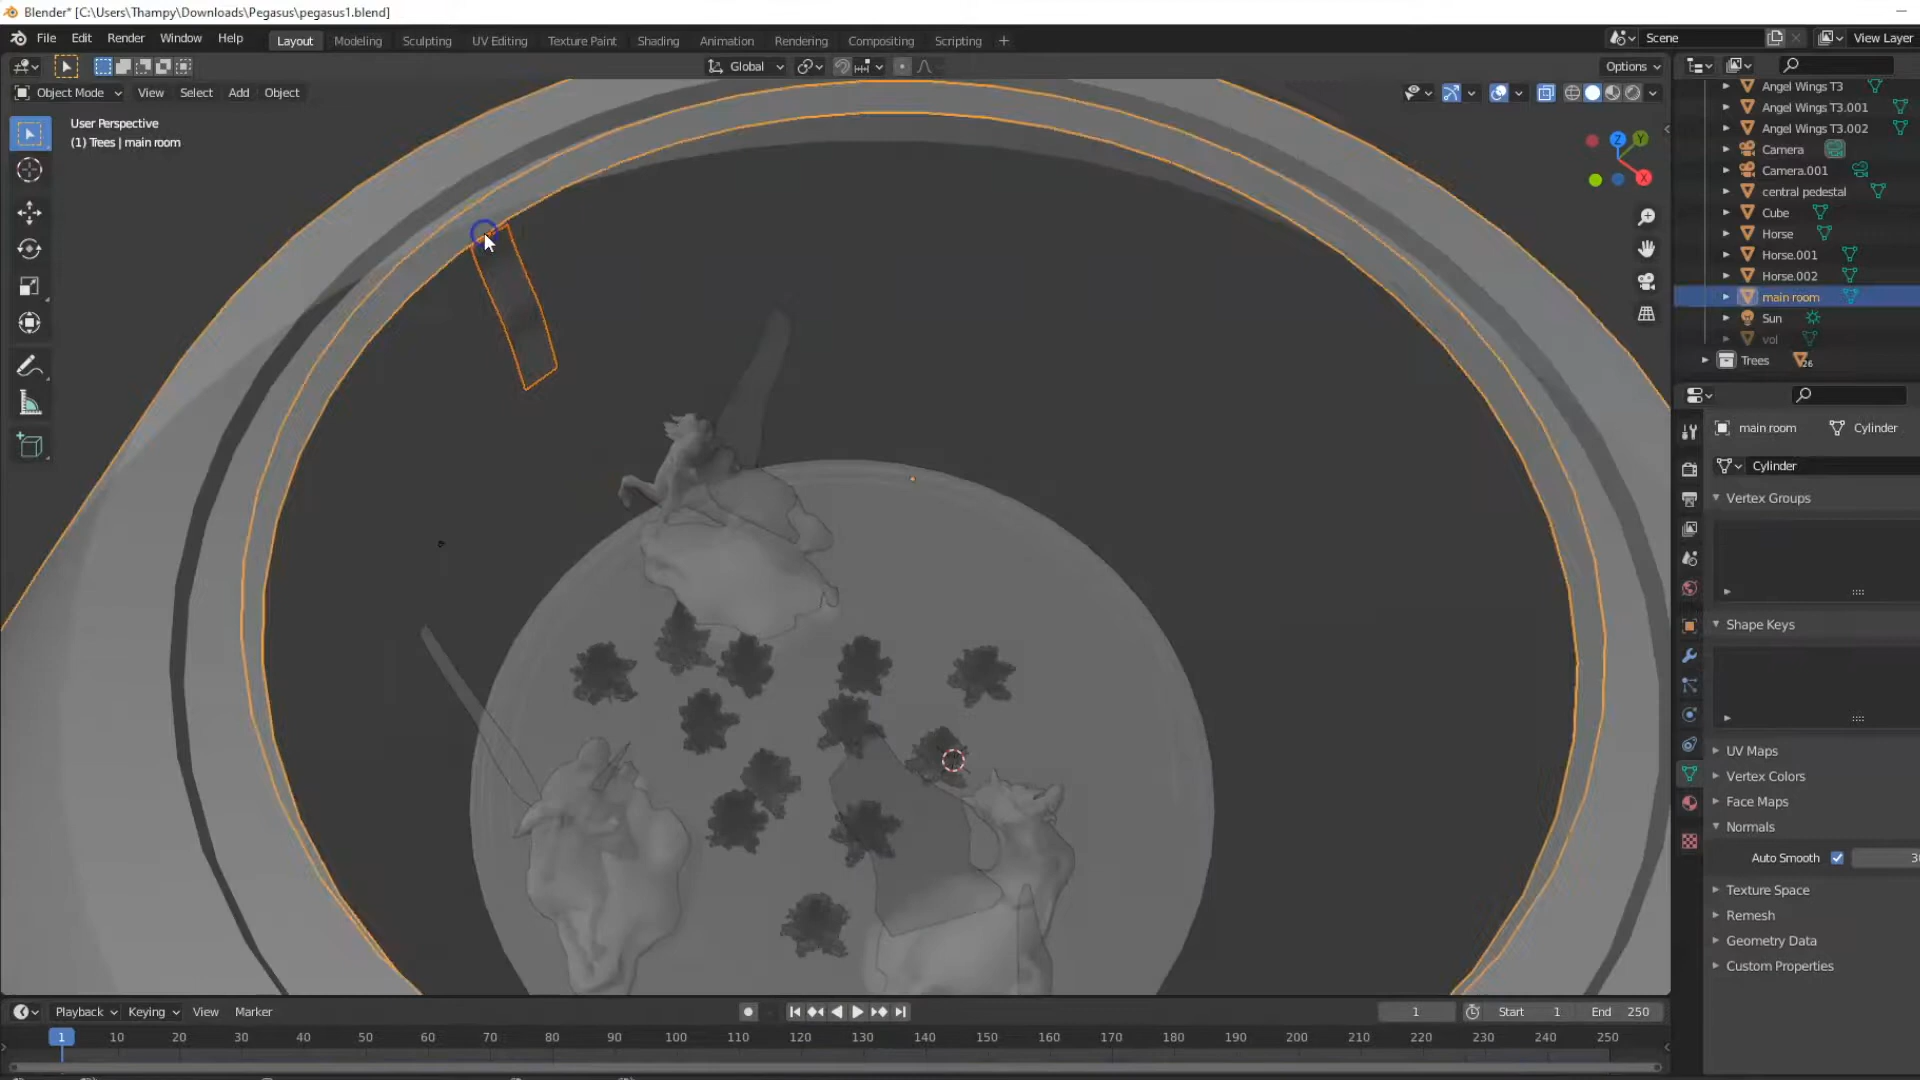 Blender* [C:\Users\Thampy\Downloads\Pegasus\pegasus1.blend]
File Edit Render Window Help Layout Modeling Sculpting UV Editing Texture Paint Shading Animation Rendering Compositing Scripting + Scene View Layer
Global Options
Object Mode View Select Add Object
User Perspective
(1) Trees | main room
Z
Y
X
Angel Wings T3
Angel Wings T3.001
Angel Wings T3.002
Camera
Camera.001
central pedestal
Cube
Horse
Horse.001
Horse.002
main room
Sun
vol
Trees 26
main room Cylinder
Cylinder
Vertex Groups
Shape Keys
UV Maps
Vertex Colors
Face Maps
Normals
Auto Smooth
Texture Space
Remesh
Geometry Data
Custom Properties
Playback Keying View Marker 1 Start 1 End 250
1 10 20 30 40 50 60 70 80 90 100 110 120 130 140 150 160 170 180 190 200 210 220 230 240 250